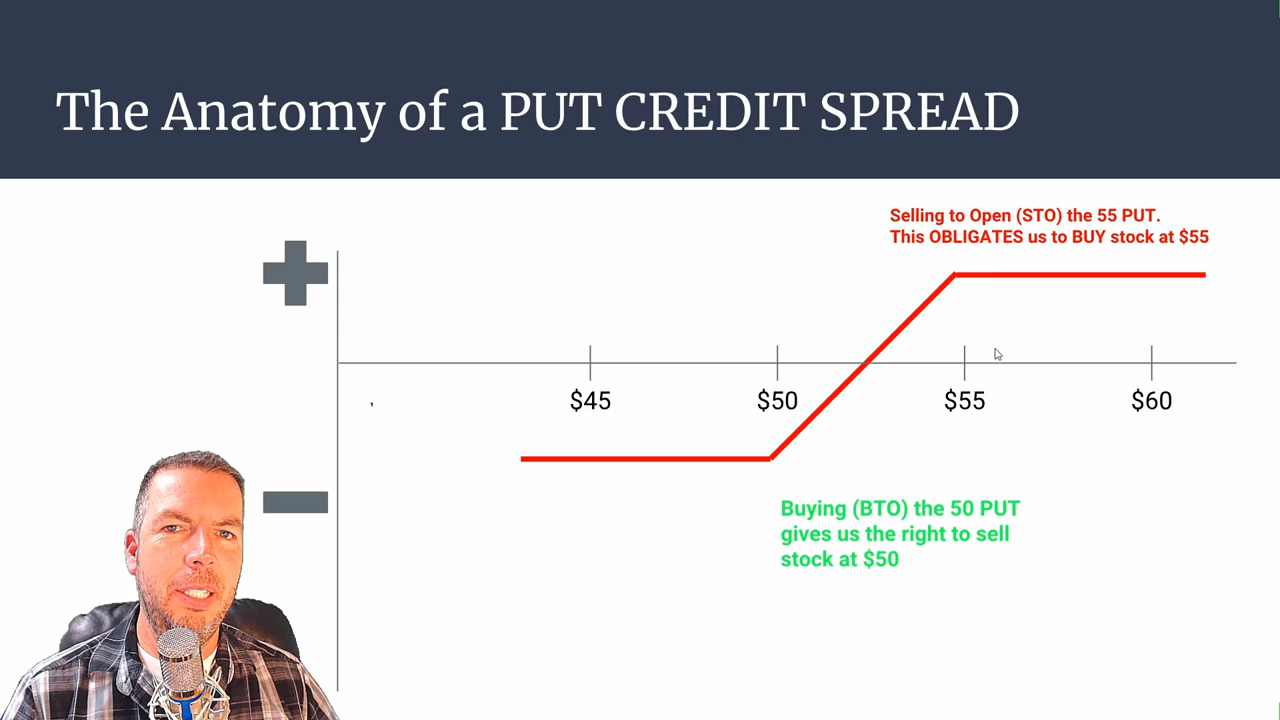 The Anatomy of a PUT CREDIT SPREAD
Selling to Open (STO) the 55 PUT.
This OBLIGATES us to BUY stock at $55
$45
$50
$55
$60
Buying (BTO) the 50 PUT
gives us the right to sell
stock at $50